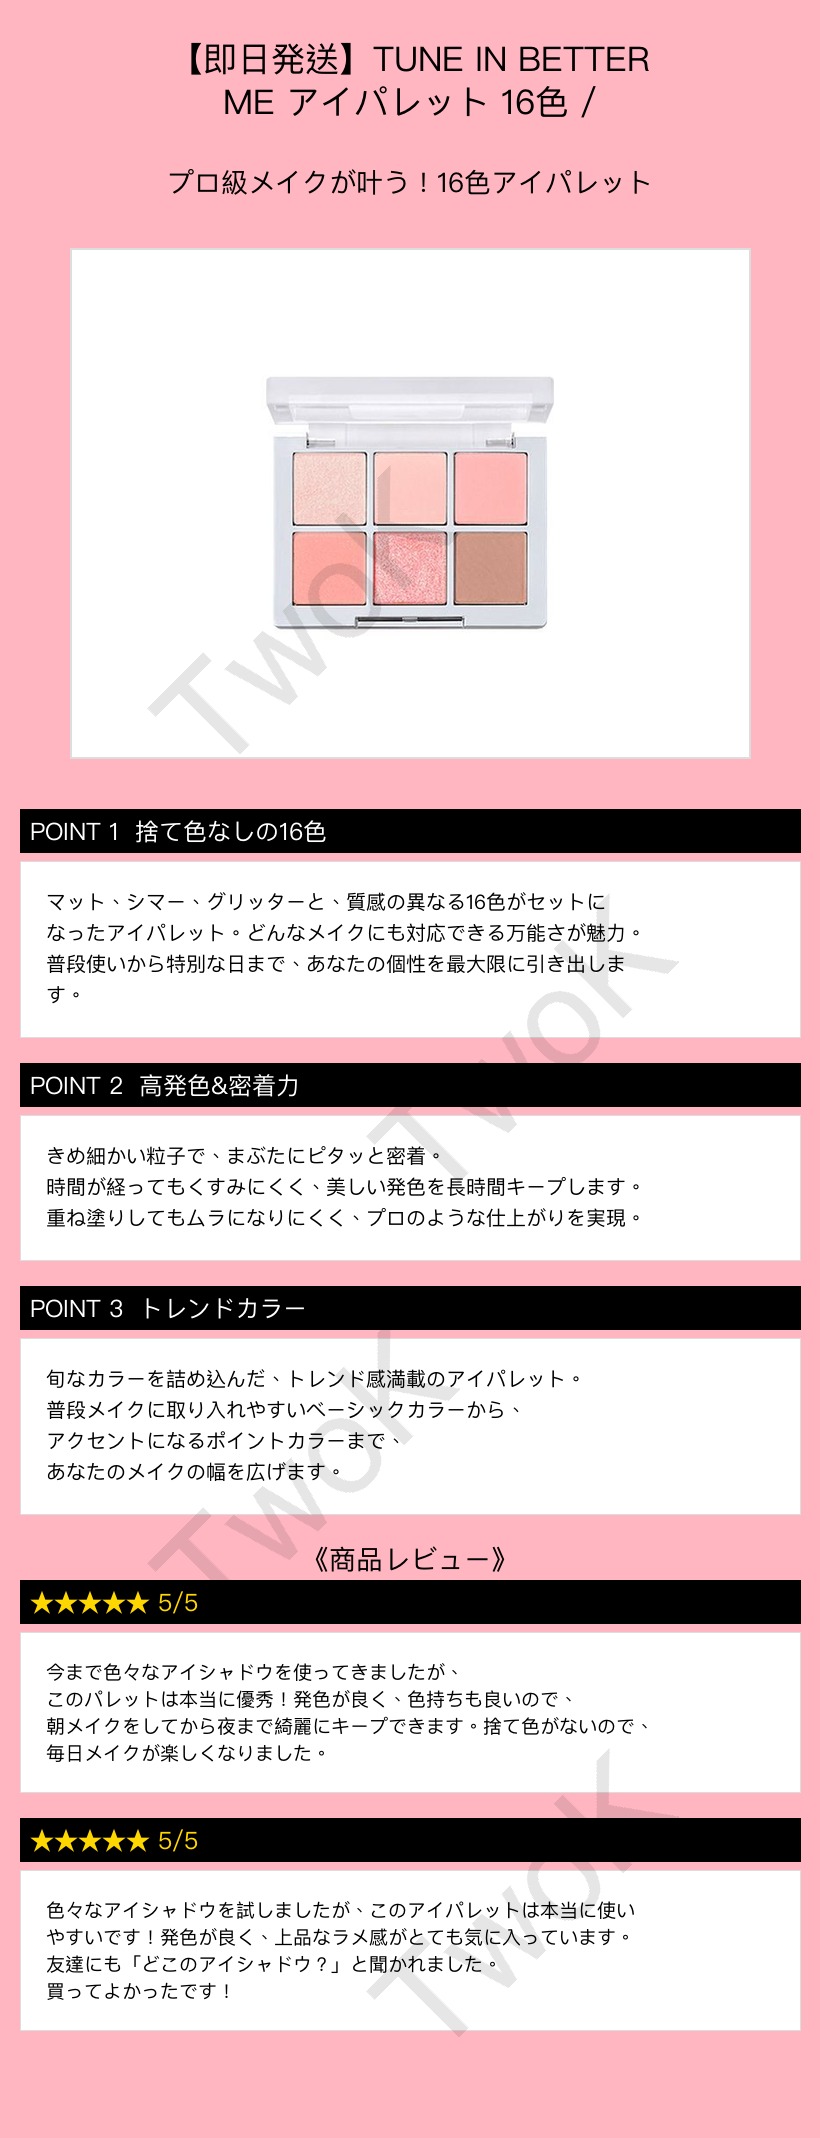 【即日発送】TUNE IN BETTER
ME アイパレット 16色 /
プロ級メイクが叶う！16色アイパレット
TwoK
POINT 1 捨て色なしの16色
マット、シマー、グリッターと、質感の異なる16色がセットに
なったアイパレット。どんなメイクにも対応できる万能さが魅力。
普段使いから特別な日まで、あなたの個性を最大限に引き出しま
す。
TwoK
POINT 2 高発色&密着力
きめ細かい粒子で、まぶたにピタッと密着。
時間が経ってもくすみにくく、美しい発色を長時間キープします。
重ね塗りしてもムラになりにくく、プロのような仕上がりを実現。
POINT 3 トレンドカラー
旬なカラーを詰め込んだ、トレンド感満載のアイパレット。
普段メイクに取り入れやすいベーシックカラーから、
アクセントになるポイントカラーまで、
あなたのメイクの幅を広げます。
TwoK
《商品レビュー》
★★★★★ 5/5
今まで色々なアイシャドウを使ってきましたが、
このパレットは本当に優秀！発色が良く、色持ちも良いので、
朝メイクをしてから夜まで綺麗にキープできます。捨て色がないので、
毎日メイクが楽しくなりました。
★★★★★ 5/5
色々なアイシャドウを試しましたが、このアイパレットは本当に使い
やすいです！発色が良く、上品なラメ感がとても気に入っています。
友達にも「どこのアイシャドウ？」と聞かれました。
買ってよかったです！
TwoK